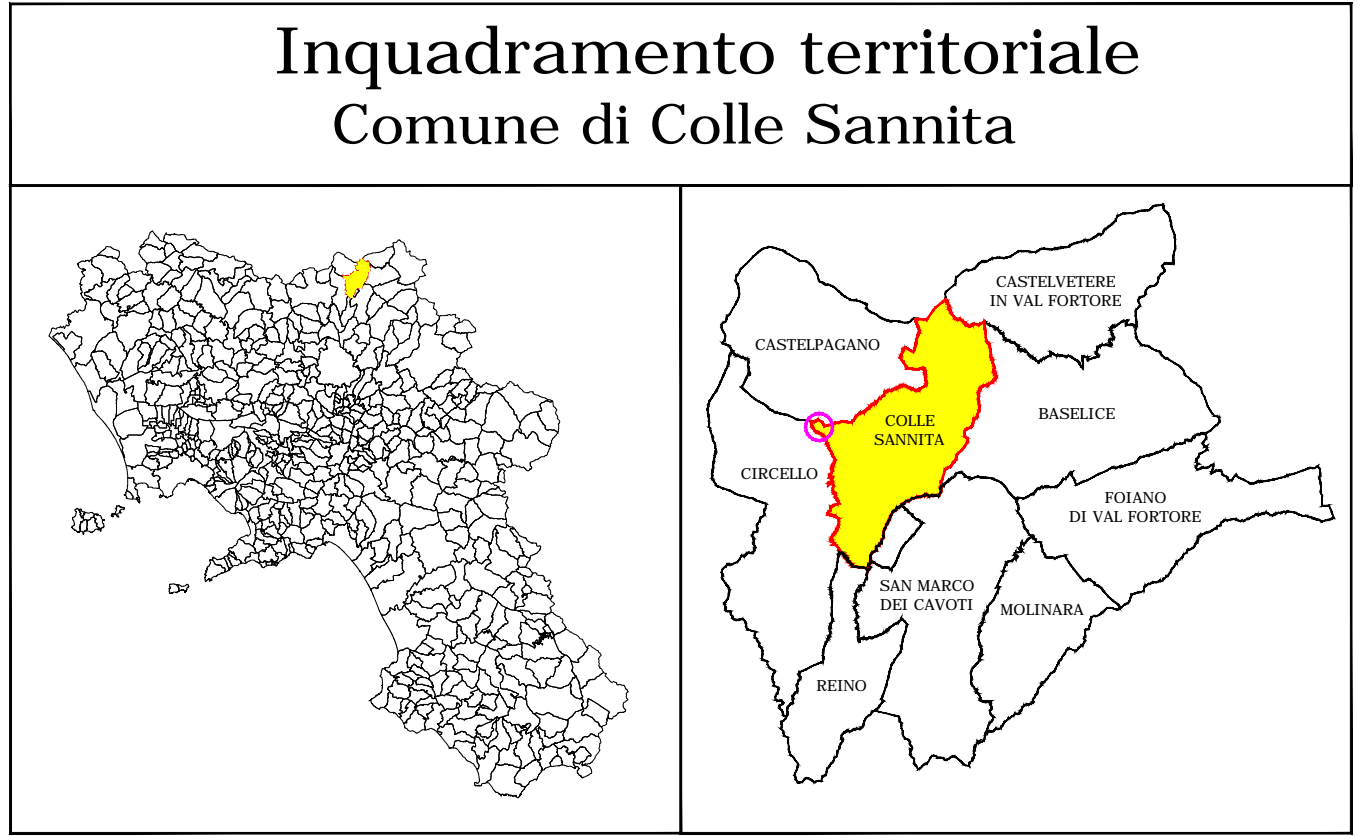 Inquadramento territoriale
Comune di Colle Sannita
CASTELVETERE
IN VAL FORTORE
CASTELPAGANO
COLLE
SANNITA
BASELICE
CIRCELLO
FOIANO
DI VAL FORTORE
SAN MARCO
DEI CAVOTI
MOLINARA
REINO